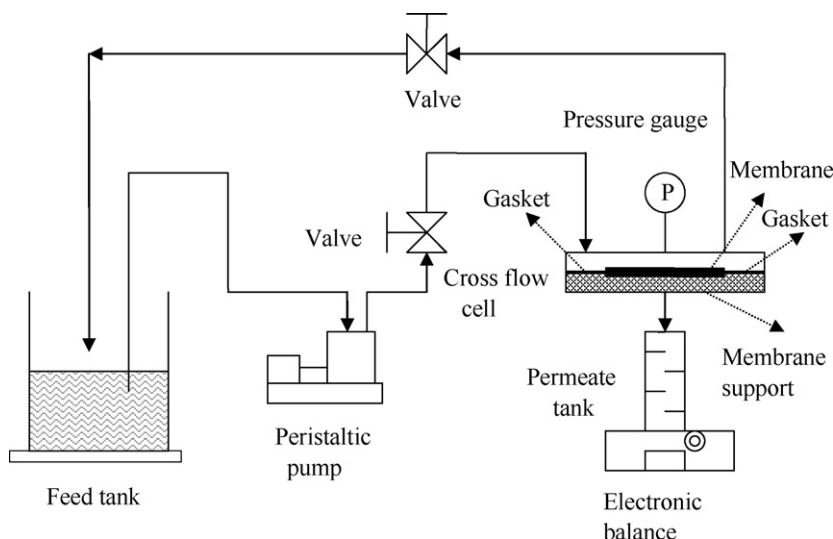 Valve
Pressure gauge
Membrane
Gasket
P
Gasket
Valve
Cross flow
cell
Membrane
support
Permeate
tank
Peristaltic
pump
Feed tank
Electronic
balance